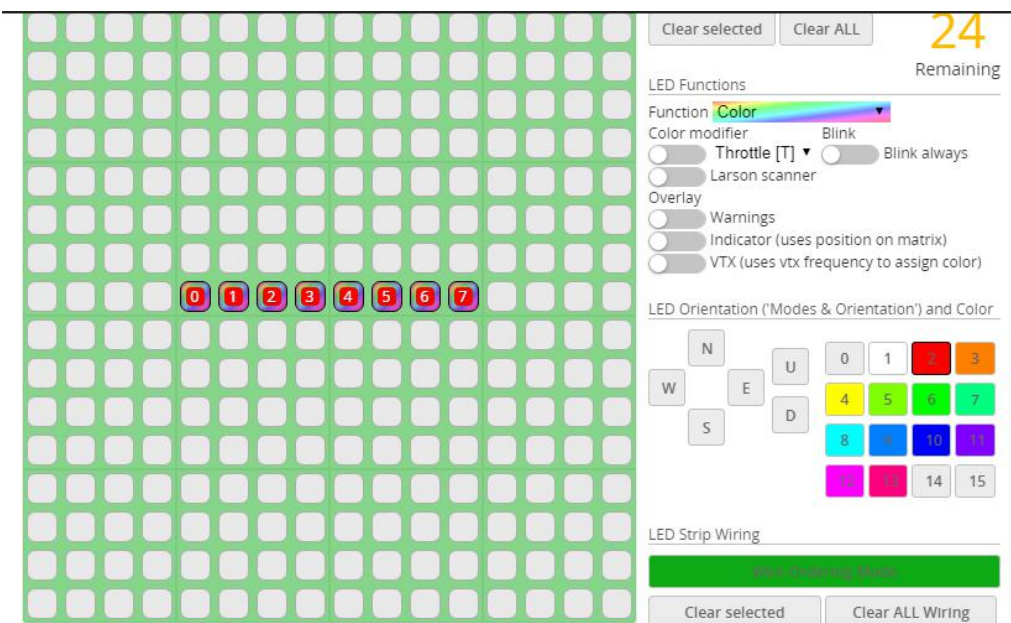 Clear selected Clear ALL
24
Remaining
LED Functions
Function Color
Color modifier Blink
Throttle [T] Blink always
Larson scanner
Overlay
Warnings
Indicator (uses position on matrix)
VTX (uses vtx frequency to assign color)
0 1 2 3 4 5 6 7
LED Orientation ('Modes & Orientation') and Color
N
W E
S
U
D
0 1 2 3
4 5 6 7
8 9 10 11
12 13 14 15
LED Strip Wiring
Wire Ordering Mode
Clear selected Clear ALL Wiring